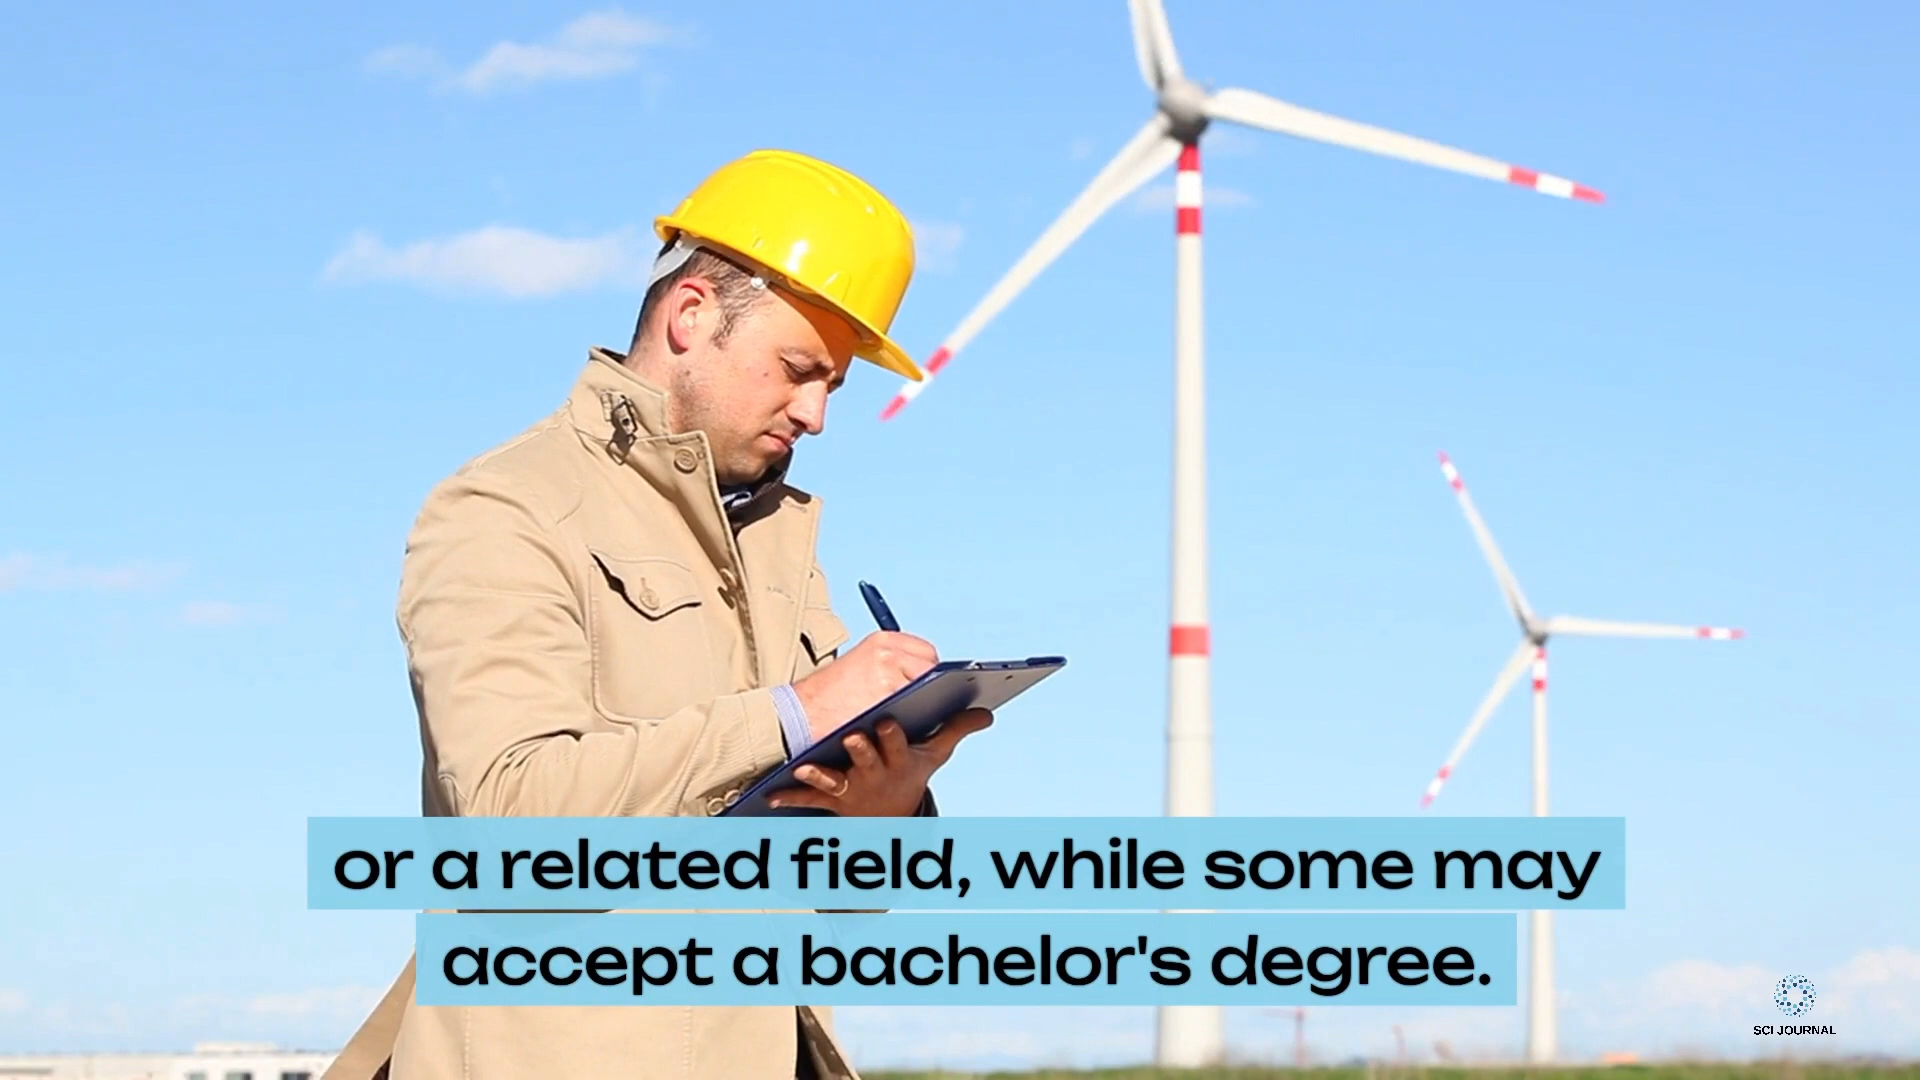 or a related field, while some may
accept a bachelor's degree.
SCI JOURNAL